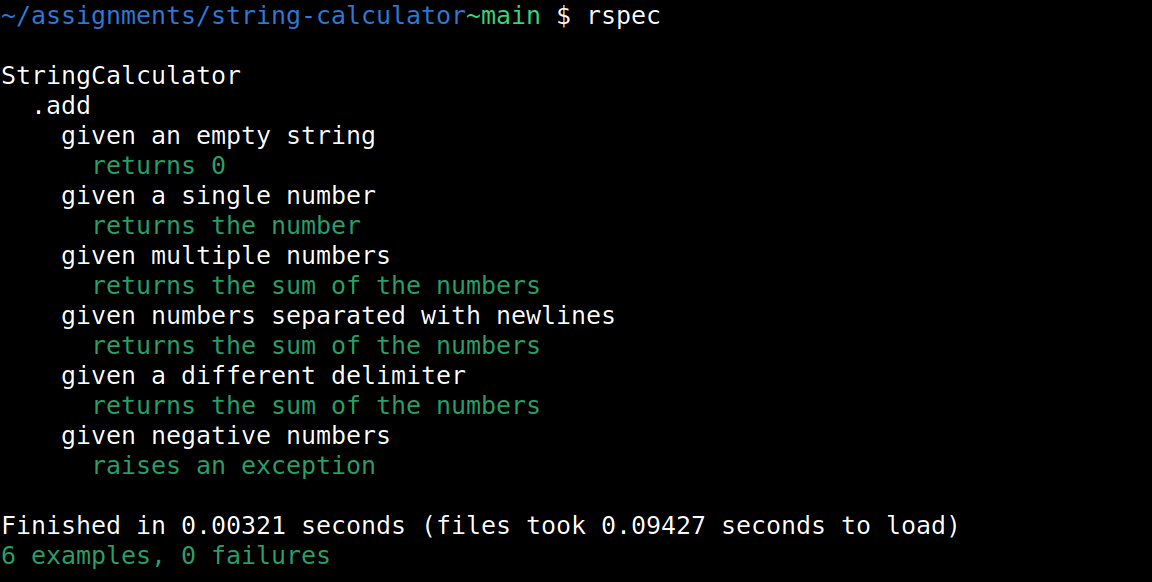 ~/assignments/string-calculator~main $ rspec
StringCalculator
.add
given an empty string
returns 0
given a single number
returns the number
given multiple numbers
returns the sum of the numbers
given numbers separated with newlines
returns the sum of the numbers
given a different delimiter
returns the sum of the numbers
given negative numbers
raises an exception
Finished in 0.00321 seconds (files took 0.09427 seconds to load)
6 examples, 0 failures